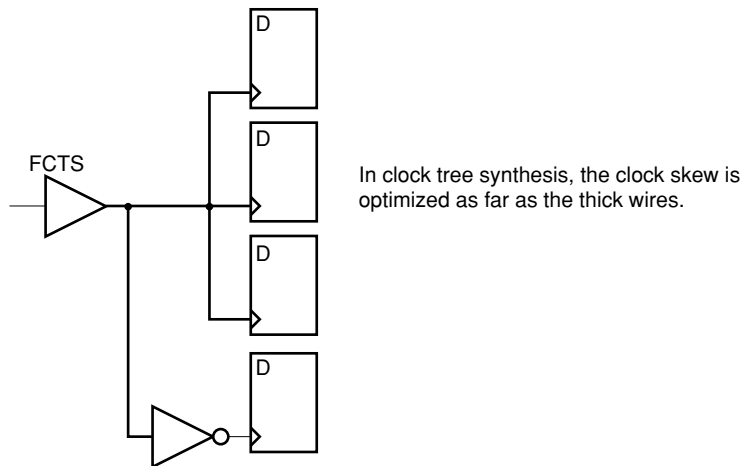 D
D
FCTS
In clock tree synthesis, the clock skew is
optimized as far as the thick wires.
D
D